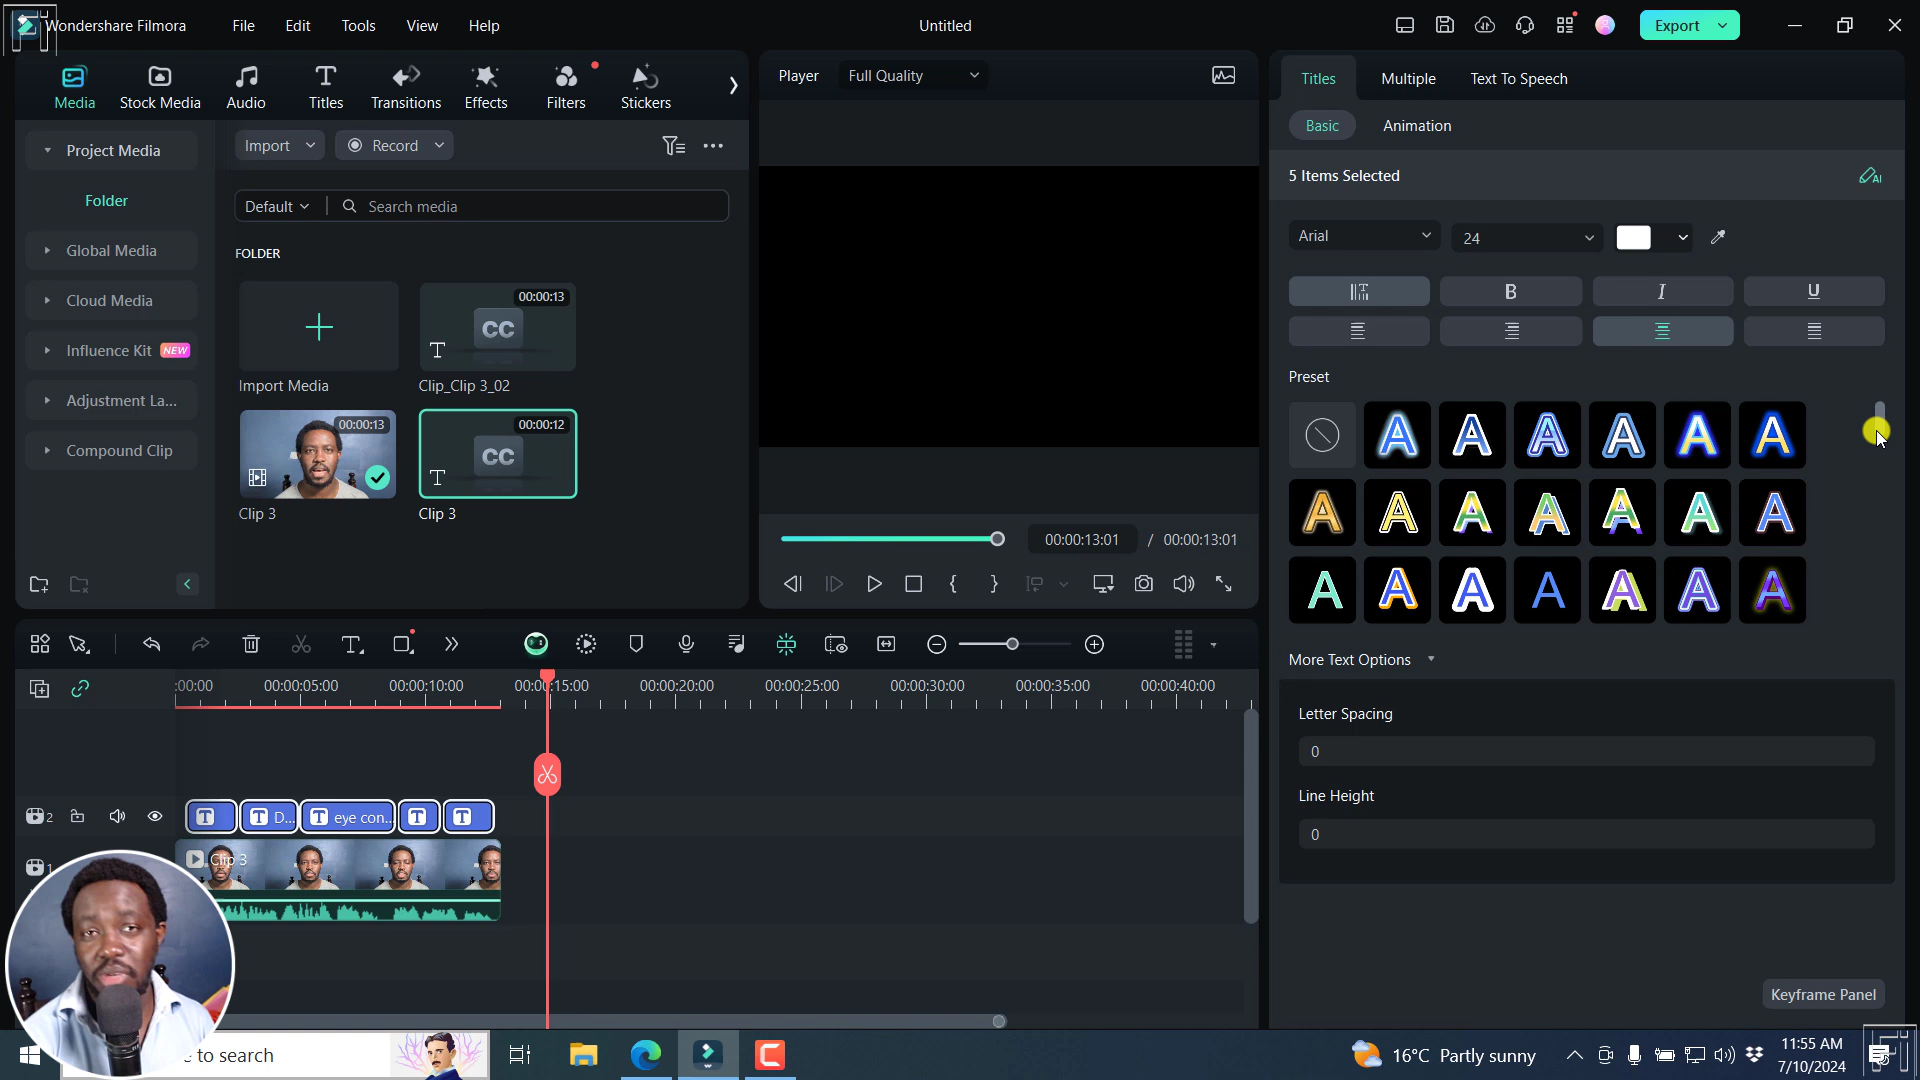 Wondershare Filmora
File
Edit
Tools
View
Help
Untitled
Export
Media
Stock Media
Audio
Titles
Transitions
Effects
Filters
Stickers
Project Media
Folder
Global Media
Cloud Media
Influence Kit NEW
Adjustment La...
Compound Clip
Import
Record
Default
Search media
FOLDER
Import Media
00:00:13
CC
T
Clip_Clip 3_02
00:00:13
Clip 3
00:00:12
CC
T
Clip 3
Player
Full Quality
00:00:13:01 / 00:00:13:01
Titles
Multiple
Text To Speech
Basic
Animation
5 Items Selected
AI
Arial
24
B
I
U
Preset
A A A A A A
A A A A A A A
A A A A A A A
More Text Options
Letter Spacing
0
Line Height
0
Keyframe Panel
:00:00
00:00:05:00
00:00:10:00
00:00:15:00
00:00:20:00
00:00:25:00
00:00:30:00
00:00:35:00
00:00:40:00
2
T
T D...
T eye con...
T
T
1
Clip 3
e to search
16°C Partly sunny
11:55 AM
7/10/2024